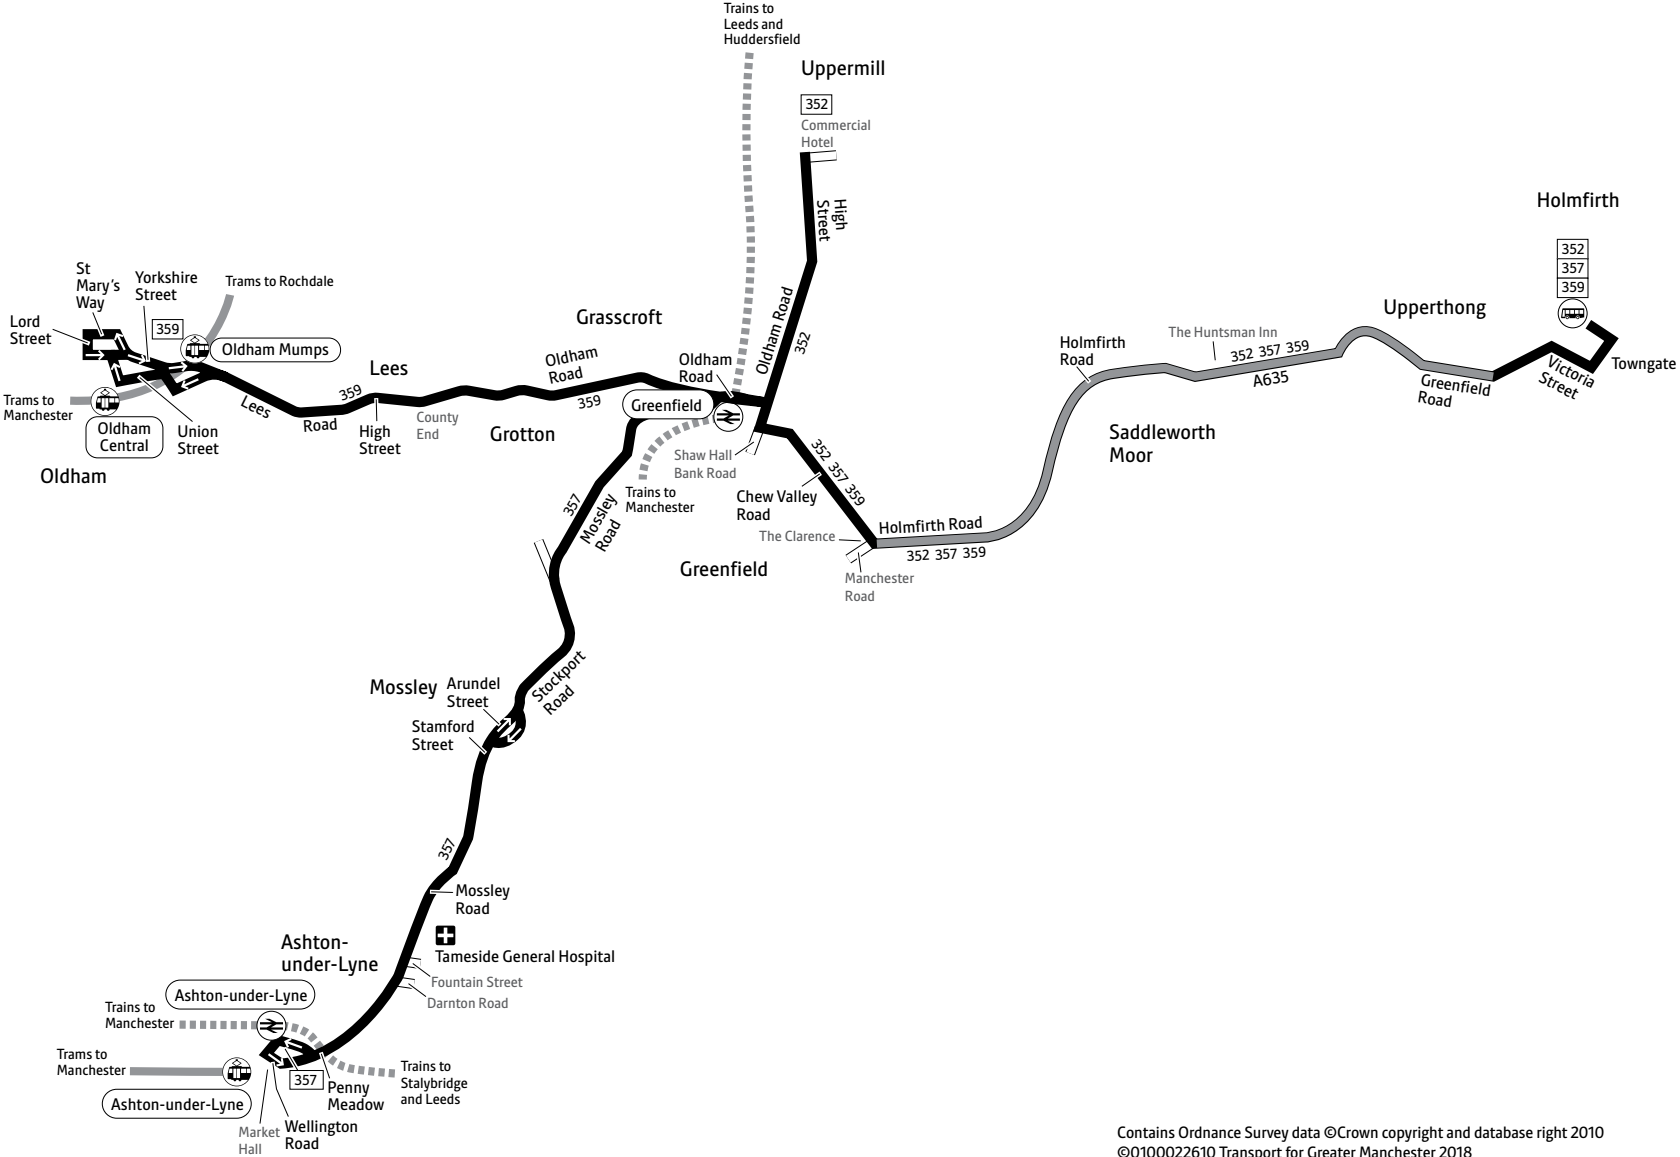 Trains to
Leeds and
Huddersfield
Uppermill
352
Commercial
Hotel
High
Street
Holmfirth
352
357
359
St
Mary's
Way
Yorkshire
Street
Trams to Rochdale
Lord
Street
359
Oldham Mumps
Trams to
Manchester
Oldham
Central
Union
Street
Oldham
Lees
Road
359
Lees
High
Street
County
End
Grotton
Grasscroft
Oldham
Road
359
Oldham
Road
Greenfield
Oldham Road
352
Shaw Hall
Bank Road
Trains to
Manchester
352 357 359
Chew Valley
Road
The Clarence
Holmfirth Road
352 357 359
Manchester
Road
Greenfield
Holmfirth
Road
The Huntsman Inn
352 357 359
A635
Saddleworth
Moor
Upperthong
Greenfield
Road
Victoria
Street
Towngate
357
Mossley
Road
Stockport
Road
Mossley
Arundel
Street
Stamford
Street
357
Mossley
Road
Tameside General Hospital
Fountain Street
Darnton Road
Ashton-
under-Lyne
Ashton-under-Lyne
Trains to
Manchester
Trams to
Manchester
Ashton-under-Lyne
357
Penny
Meadow
Trains to
Stalybridge
and Leeds
Market
Hall
Wellington
Road
Contains Ordnance Survey data ©Crown copyright and database right 2010
©0100022610 Transport for Greater Manchester 2018